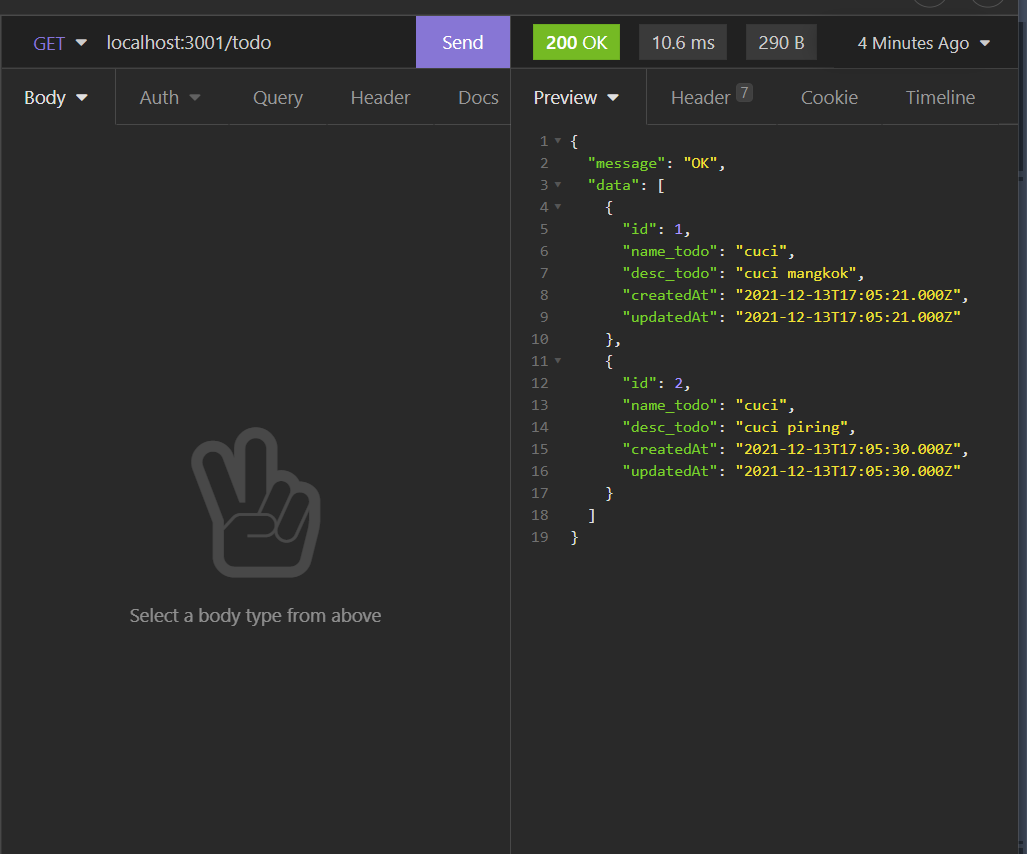 GET localhost:3001/todo Send 200 OK 10.6 ms 290 B 4 Minutes Ago
Body Auth Query Header Docs Preview Header 7 Cookie Timeline
1 {
2 "message": "OK",
3 "data": [
4 {
5 "id": 1,
6 "name_todo": "cuci",
7 "desc_todo": "cuci mangkok",
8 "createdAt": "2021-12-13T17:05:21.000Z",
9 "updatedAt": "2021-12-13T17:05:21.000Z"
10 },
11 {
12 "id": 2,
13 "name_todo": "cuci",
14 "desc_todo": "cuci piring",
15 "createdAt": "2021-12-13T17:05:30.000Z",
16 "updatedAt": "2021-12-13T17:05:30.000Z"
17 }
18 ]
19 }
Select a body type from above